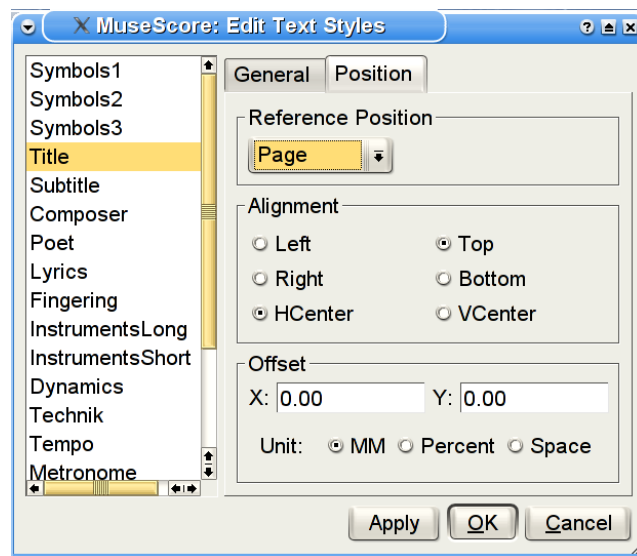 MuseScore: Edit Text Styles
Symbols1
Symbols2
Symbols3
Title
Subtitle
Composer
Poet
Lyrics
Fingering
InstrumentsLong
InstrumentsShort
Dynamics
Technik
Tempo
Metronome
General Position
Reference Position
Page
Alignment
Left Top
Right Bottom
HCenter VCenter
Offset
X: 0.00 Y: 0.00
Unit: MM Percent Space
Apply OK Cancel